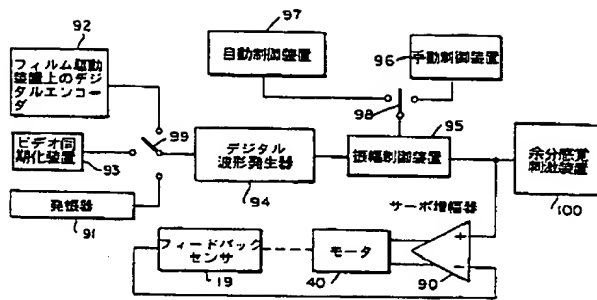 92
フィルム駆動
装置上のデジ
タルエンコー
ダ
97
自動制御装置
96
手動制御装置
98
ビデオ同
期化装置
93
99
デジタル
波形発生器
94
95
振幅制御装置
余分感覚
刺激装置
100
発振器
91
サーボ増幅器
フィードバック
センサ
19
モータ
40
+
−
90